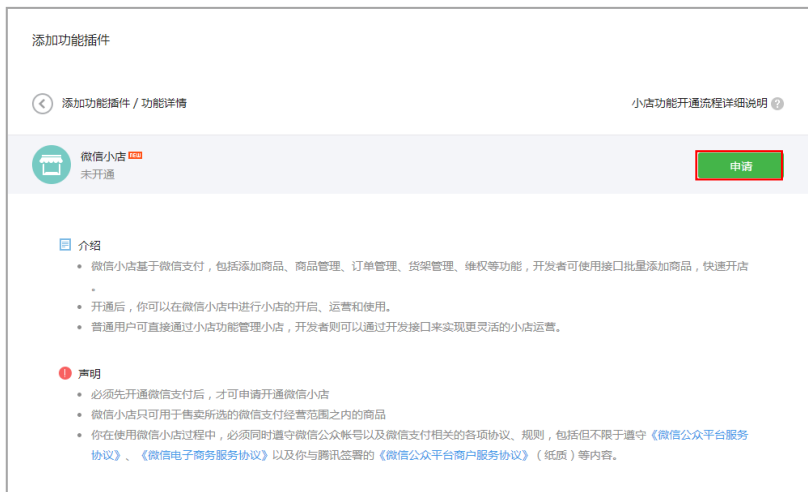 添加功能插件
添加功能插件 / 功能详情
小店功能开通流程详细说明 ?
微信小店 new
未开通
申请
介绍
• 微信小店基于微信支付，包括添加商品、商品管理、订单管理、货架管理、维权等功能，开发者可使用接口批量添加商品，快速开店
。
• 开通后，你可以在微信小店中进行小店的开启、运营和使用。
• 普通用户可直接通过小店功能管理小店，开发者则可以通过开发接口来实现更灵活的小店运营。
声明
• 必须先开通微信支付后，才可申请开通微信小店
• 微信小店只可用于售卖所选的微信支付经营范围之内的商品
• 你在使用微信小店过程中，必须同时遵守微信公众帐号以及微信支付相关的各项协议、规则，包括但不限于遵守《微信公众平台服务
协议》、《微信电子商务服务协议》以及你与腾讯签署的《微信公众平台商户服务协议》（纸质）等内容。